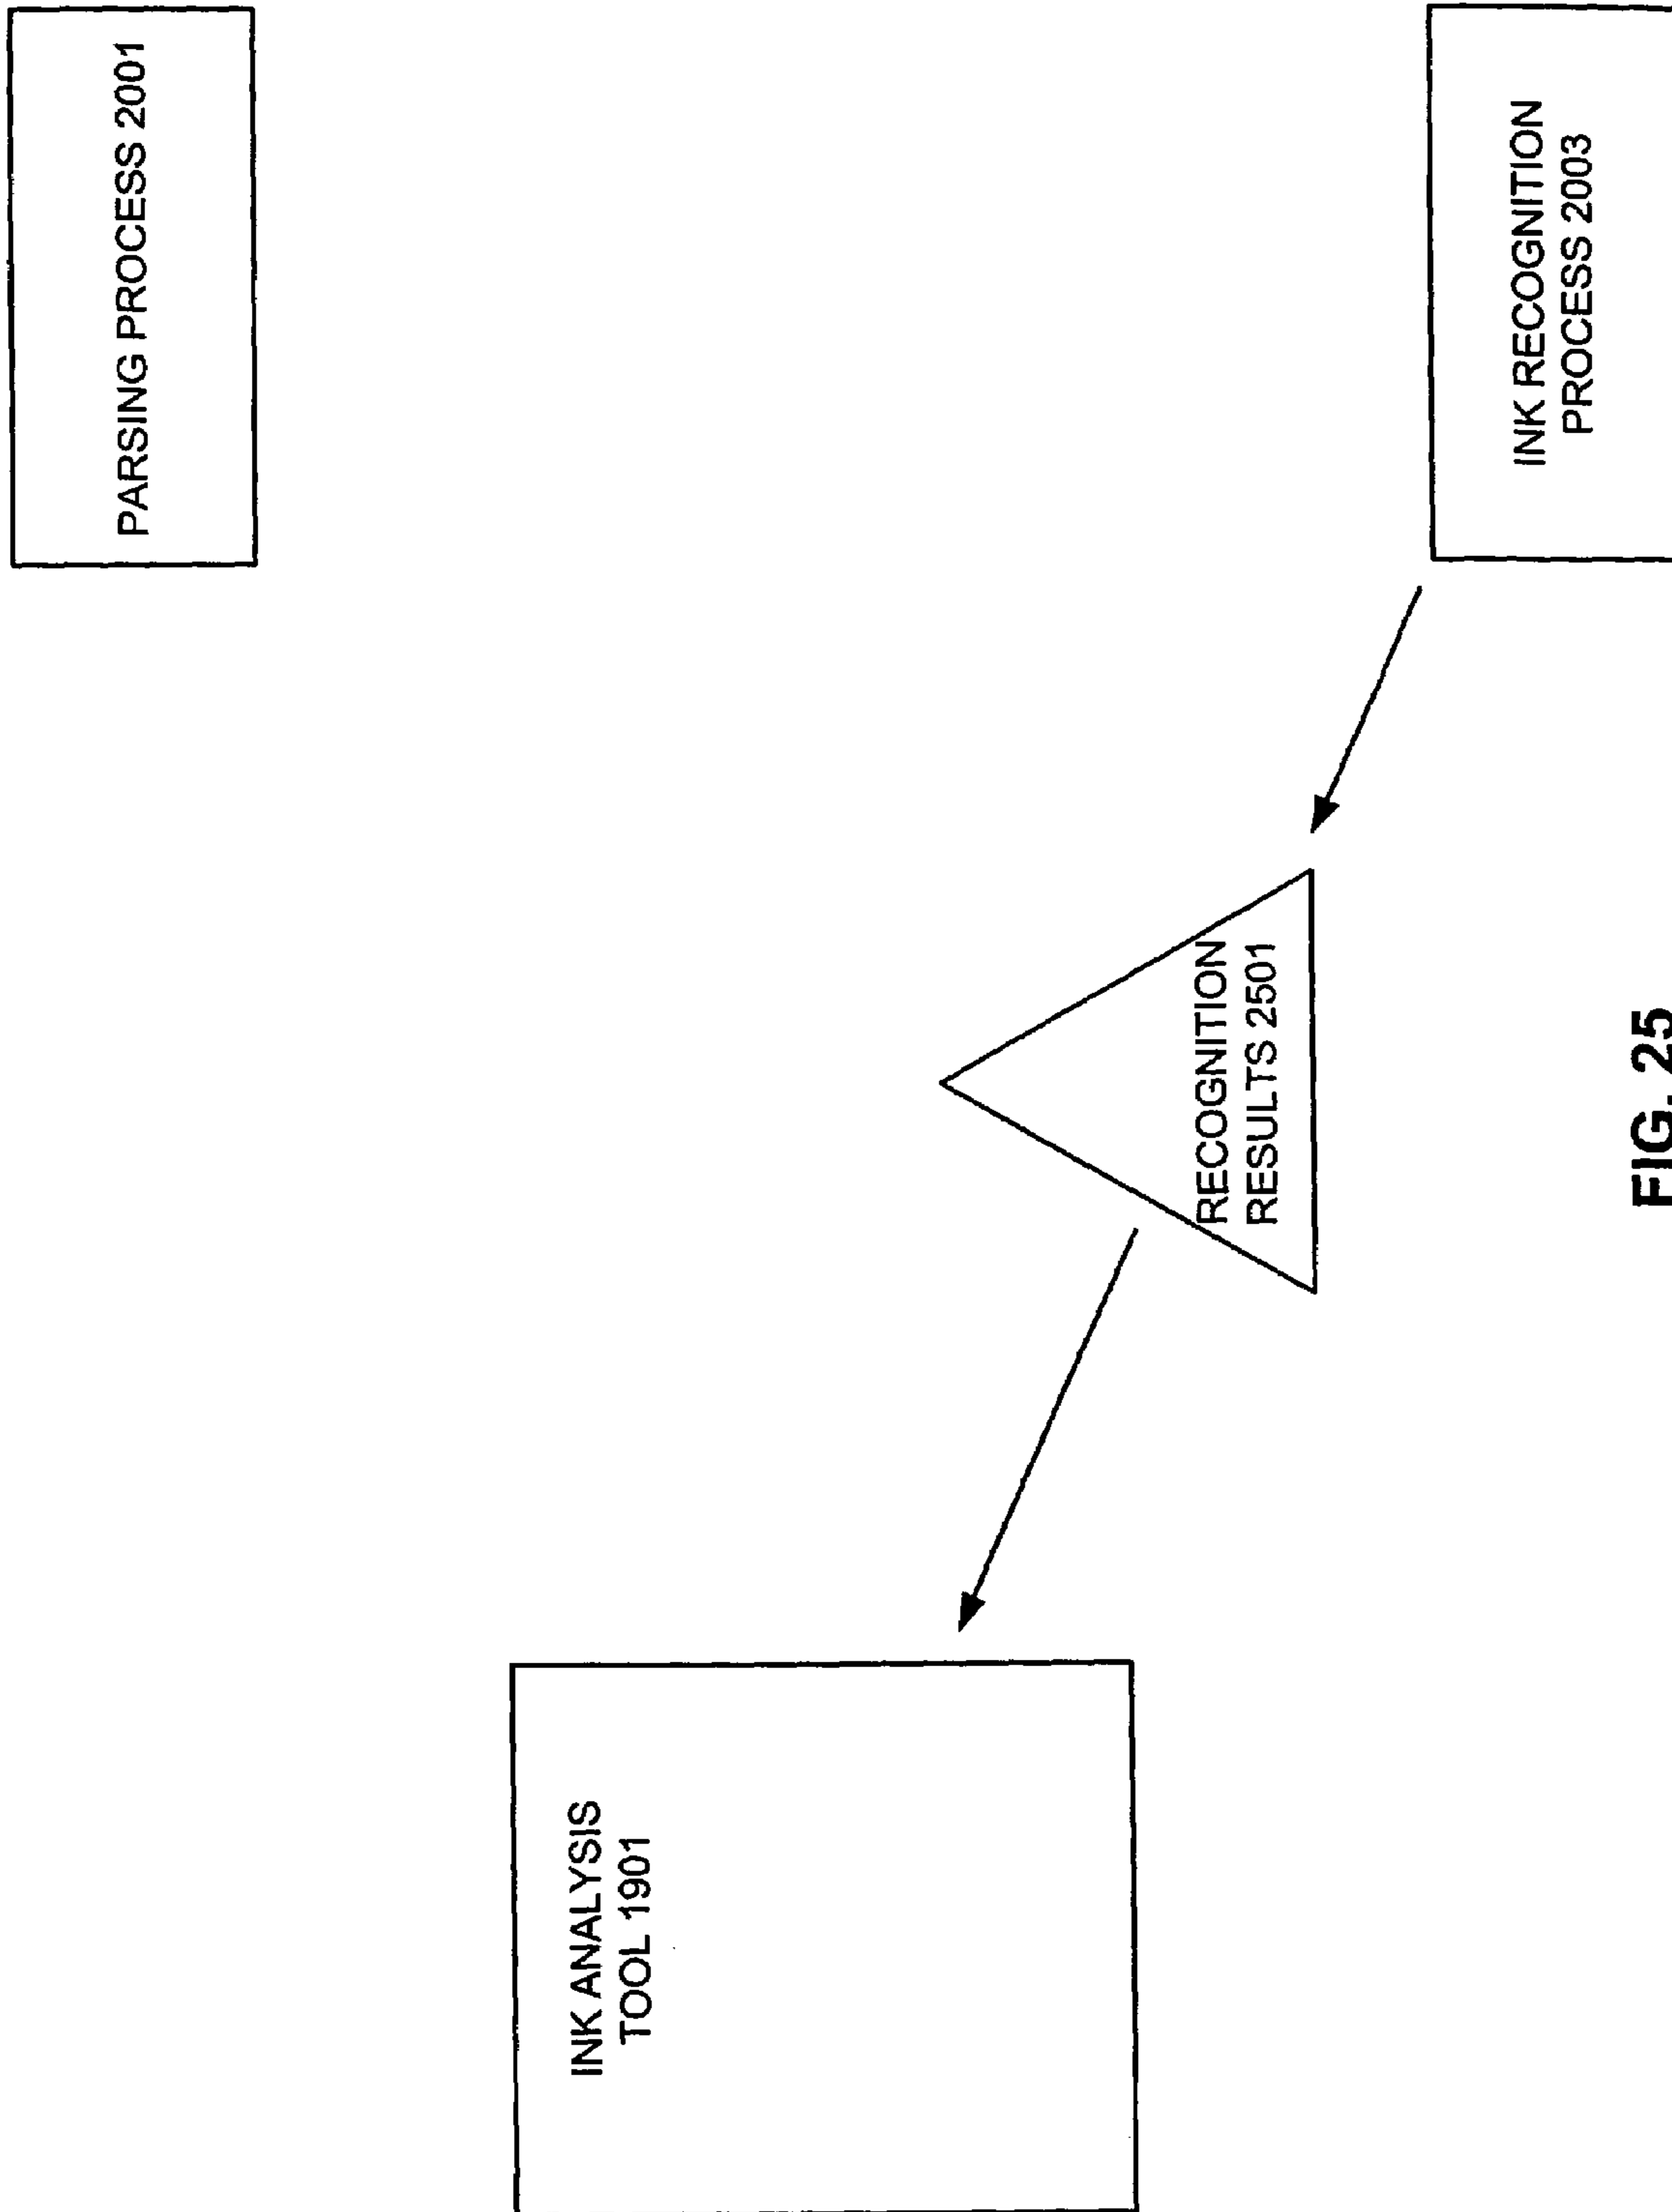 INK ANALYSIS
TOOL 1901
PARSING PROCESS 2001
RECOGNITION
RESULTS 2501
INK RECOGNITION
PROCESS 2003
FIG. 25